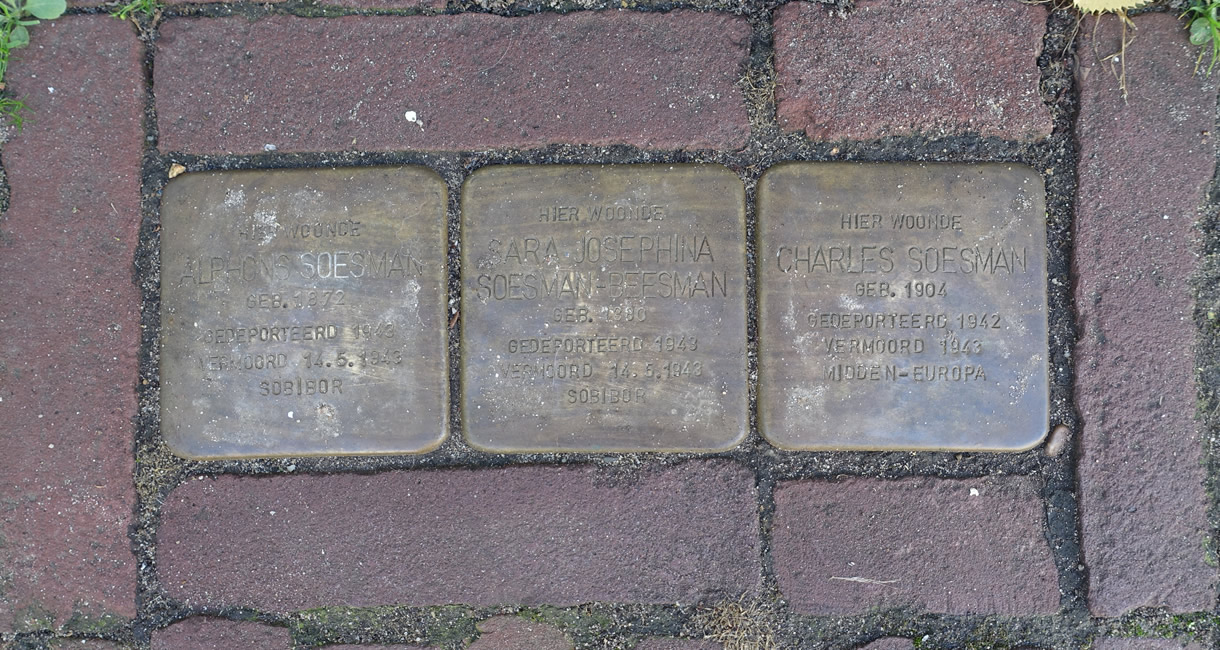 HIER WOONDE
ALPHONS SOESMAN
GEB. 1872
GEDEPORTEERD 1943
VERMOORD 14.5.1943
SOBIBOR
HIER WOONDE
SARA JOSEPHINA
SOESMAN-BEESMAN
GEB.
GEDEPORTEERD 1943
VERMOORD 14.5.1943
SOBIBOR
HIER WOONDE
CHARLES SOESMAN
GEB. 1904
GEDEPORTEERD 1942
VERMOORD 1943
MIDDEN-EUROPA